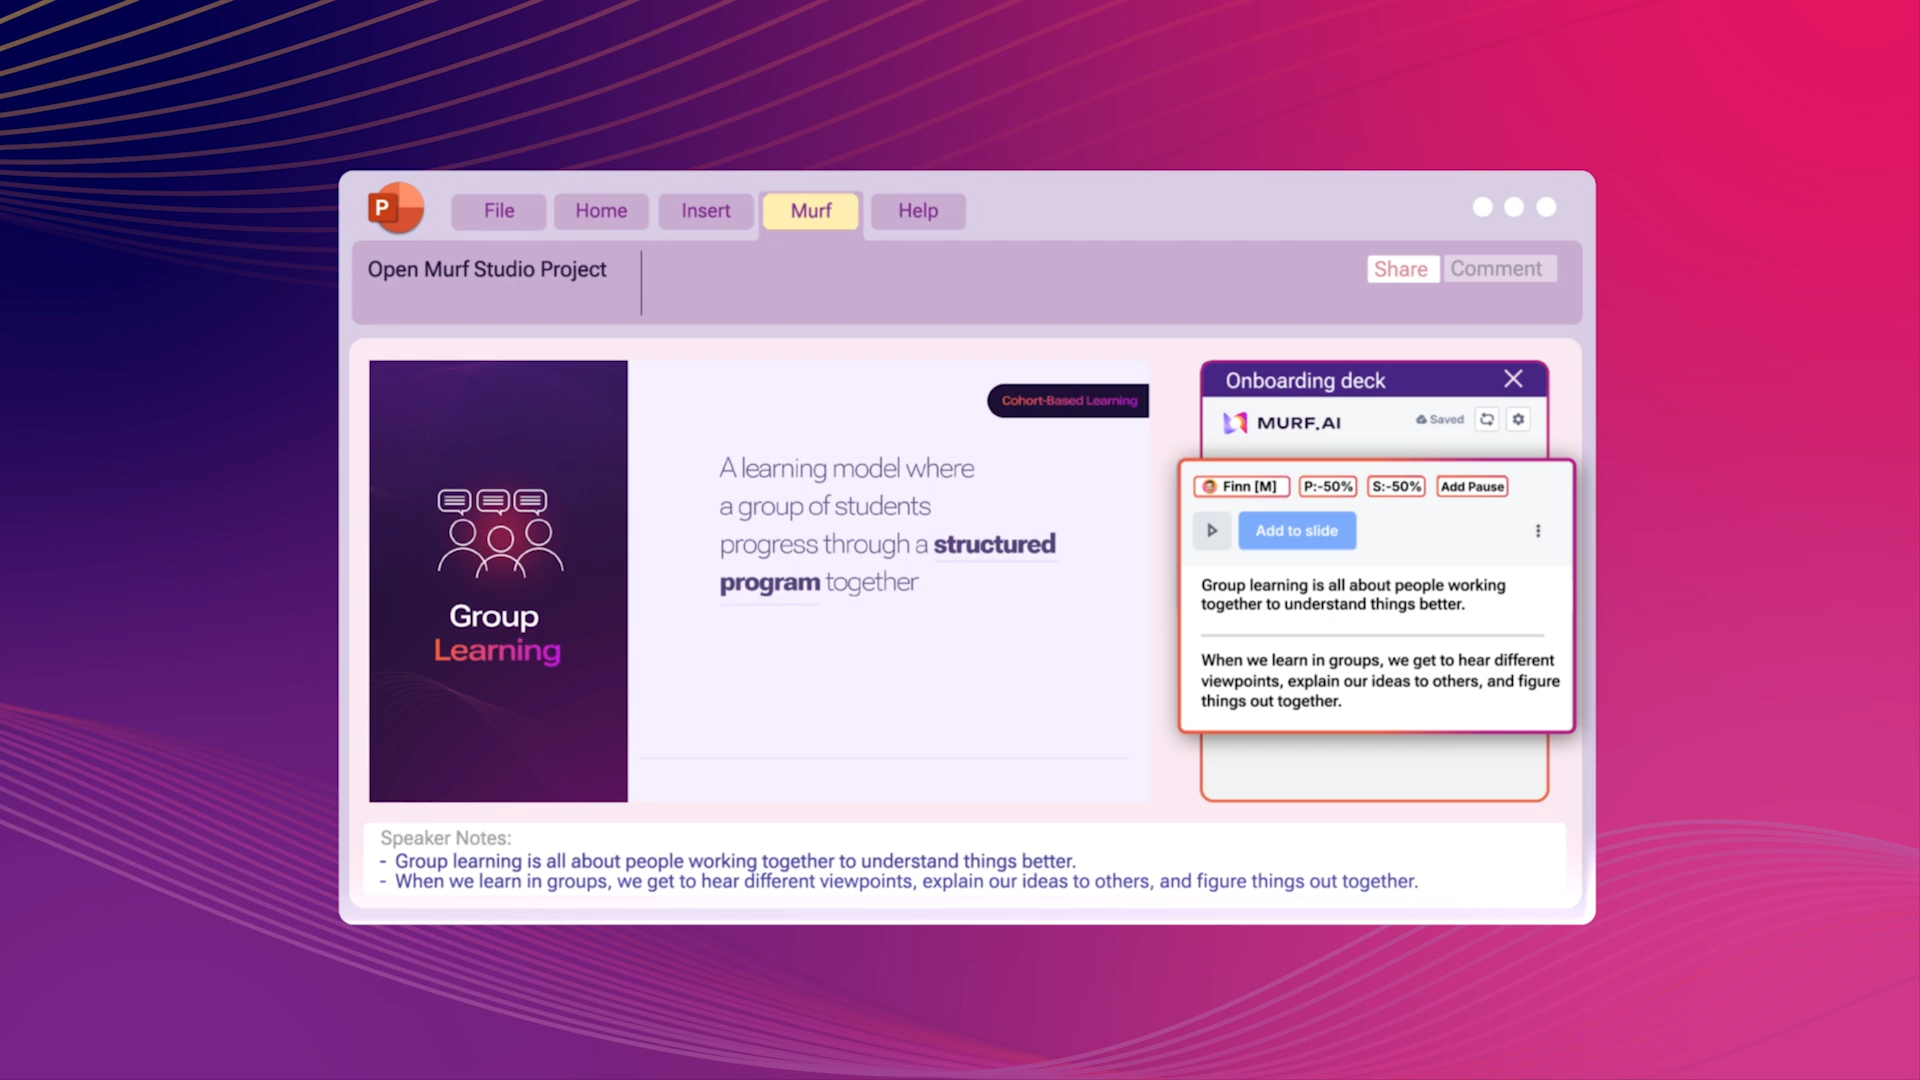 P
File
Home
Insert
Murf
Help
Open Murf Studio Project
Share
Comment
Group
Learning
Cohort-Based Learning
A learning model where
a group of students
progress through a structured
program together
Onboarding deck
MURF.AI
Saved
Finn [M]
P:-50%
S:-50%
Add Pause
Add to slide
Group learning is all about people working
together to understand things better.
When we learn in groups, we get to hear different
viewpoints, explain our ideas to others, and figure
things out together.
Speaker Notes:
- Group learning is all about people working together to understand things better.
- When we learn in groups, we get to hear different viewpoints, explain our ideas to others, and figure things out together.